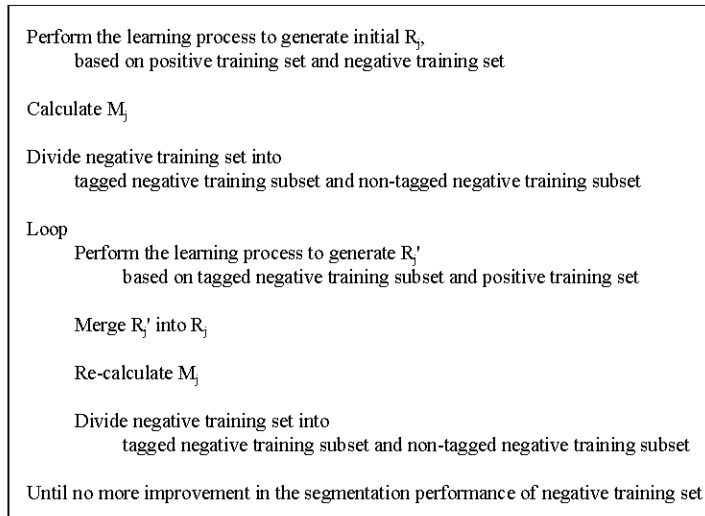 Perform the learning process to generate initial Rj,
based on positive training set and negative training set
Calculate Mj
Divide negative training set into
tagged negative training subset and non-tagged negative training subset
Loop
Perform the learning process to generate Rj'
based on tagged negative training subset and positive training set
Merge Rj' into Rj
Re-calculate Mj
Divide negative training set into
tagged negative training subset and non-tagged negative training subset
Until no more improvement in the segmentation performance of negative training set